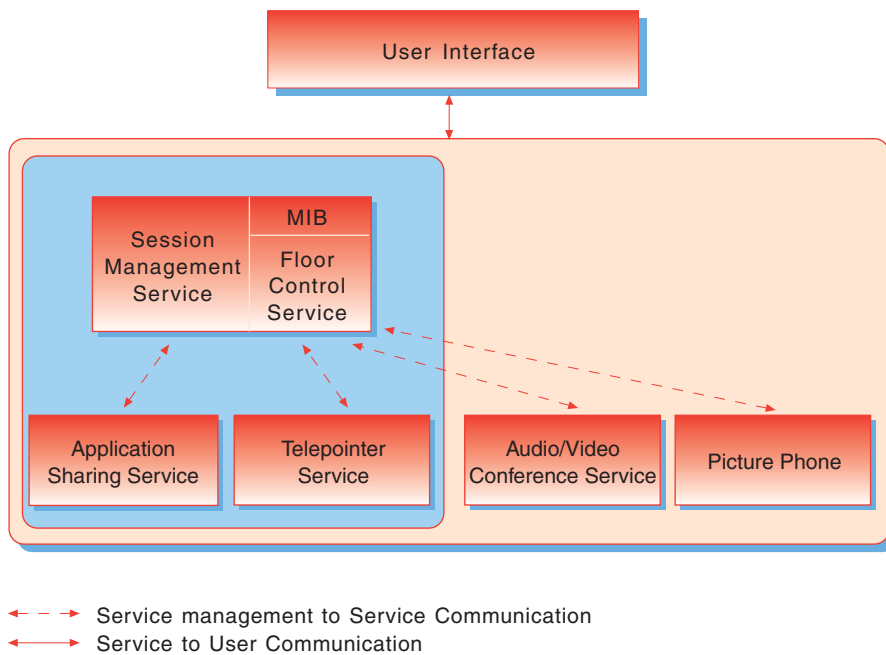 User Interface
Session
Management
Service
MIB
Floor
Control
Service
Application
Sharing Service
Telepointer
Service
Audio/Video
Conference Service
Picture Phone
Service management to Service Communication
Service to User Communication